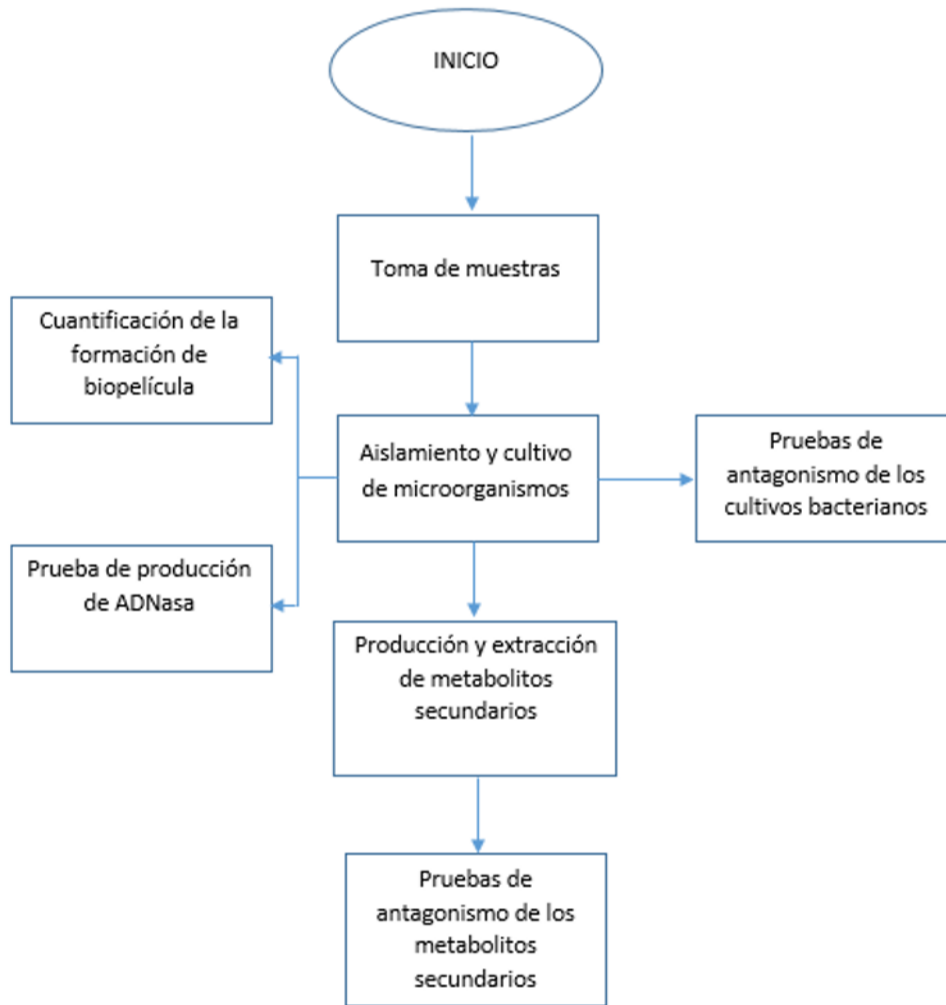 INICIO
Toma de muestras
Cuantificación de la
formación de
biopelícula
Aislamiento y cultivo
de microorganismos
Pruebas de
antagonismo de los
cultivos bacterianos
Prueba de producción
de ADNasa
Producción y extracción
de metabolitos
secundarios
Pruebas de
antagonismo de los
metabolitos
secundarios